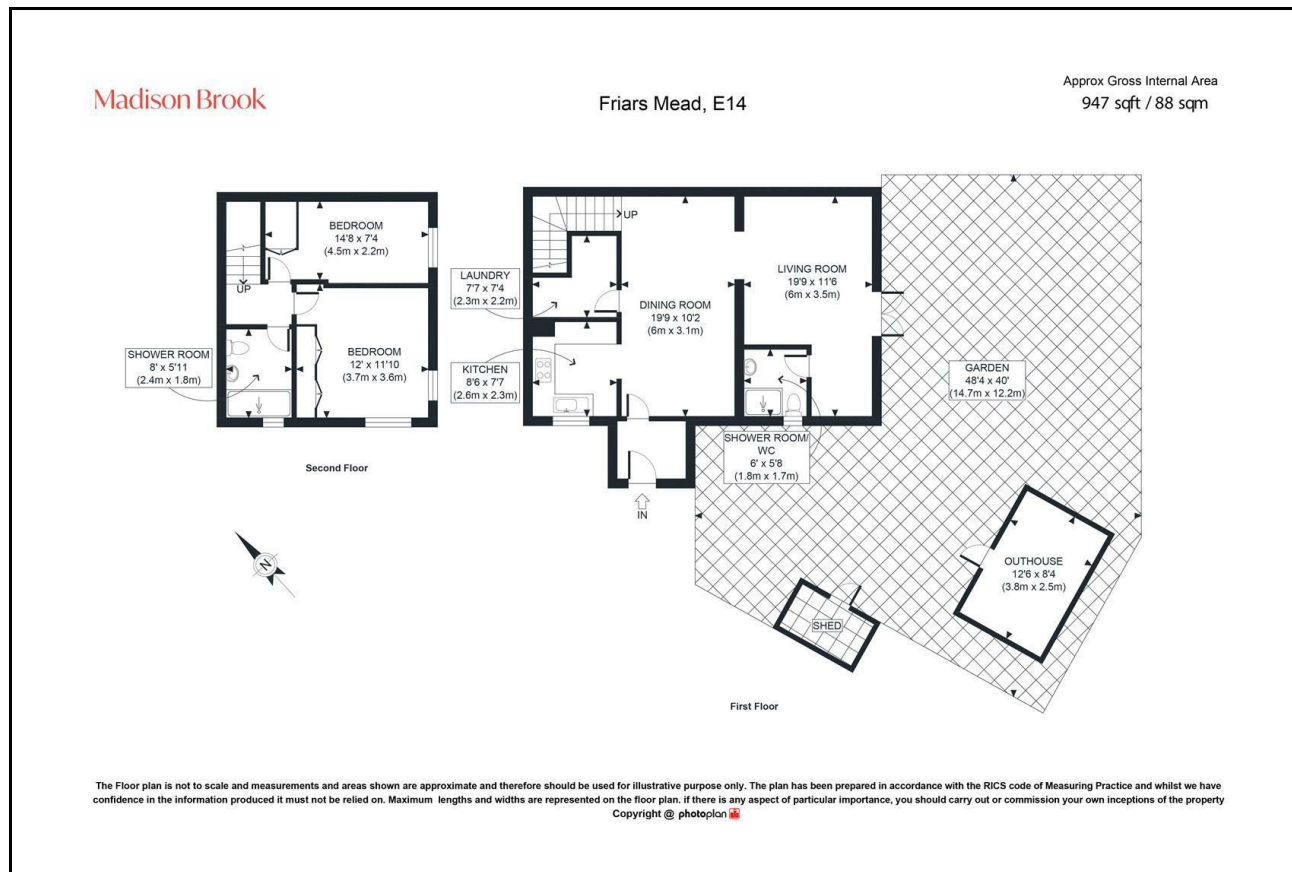 Madison Brook
Friars Mead, E14
Approx Gross Internal Area
947 sqft / 88 sqm
BEDROOM
14'8 x 7'4
(4.5m x 2.2m)
UP
BEDROOM
12' x 11'10
(3.7m x 3.6m)
SHOWER ROOM
8' x 5'11
(2.4m x 1.8m)
Second Floor
N
UP
LAUNDRY
7'7 x 7'4
(2.3m x 2.2m)
DINING ROOM
19'9 x 10'2
(6m x 3.1m)
LIVING ROOM
19'9 x 11'6
(6m x 3.5m)
KITCHEN
8'6 x 7'7
(2.6m x 2.3m)
GARDEN
48'4 x 40'
(14.7m x 12.2m)
SHOWER ROOM/
WC
6' x 5'8
(1.8m x 1.7m)
IN
OUTHOUSE
12'6 x 8'4
(3.8m x 2.5m)
SHED
First Floor
The Floor plan is not to scale and measurements and areas shown are approximate and therefore should be used for illustrative purpose only. The plan has been prepared in accordance with the RICS code of Measuring Practice and whilst we have
confidence in the information produced it must not be relied on. Maximum lengths and widths are represented on the floor plan. if there is any aspect of particular importance, you should carry out or commission your own inceptions of the property
Copyright @ photoplan